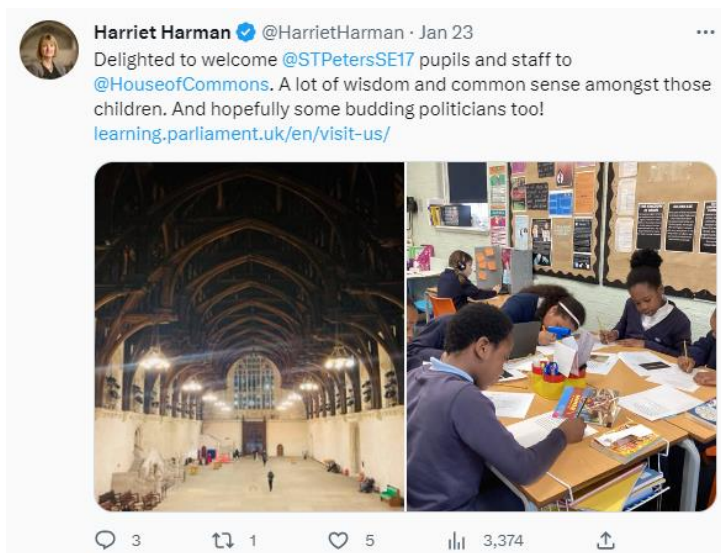 Harriet Harman @HarrietHarman · Jan 23
Delighted to welcome @STPetersSE17 pupils and staff to
@HouseofCommons. A lot of wisdom and common sense amongst those
children. And hopefully some budding politicians too!
learning.parliament.uk/en/visit-us/
3 1 5 3,374